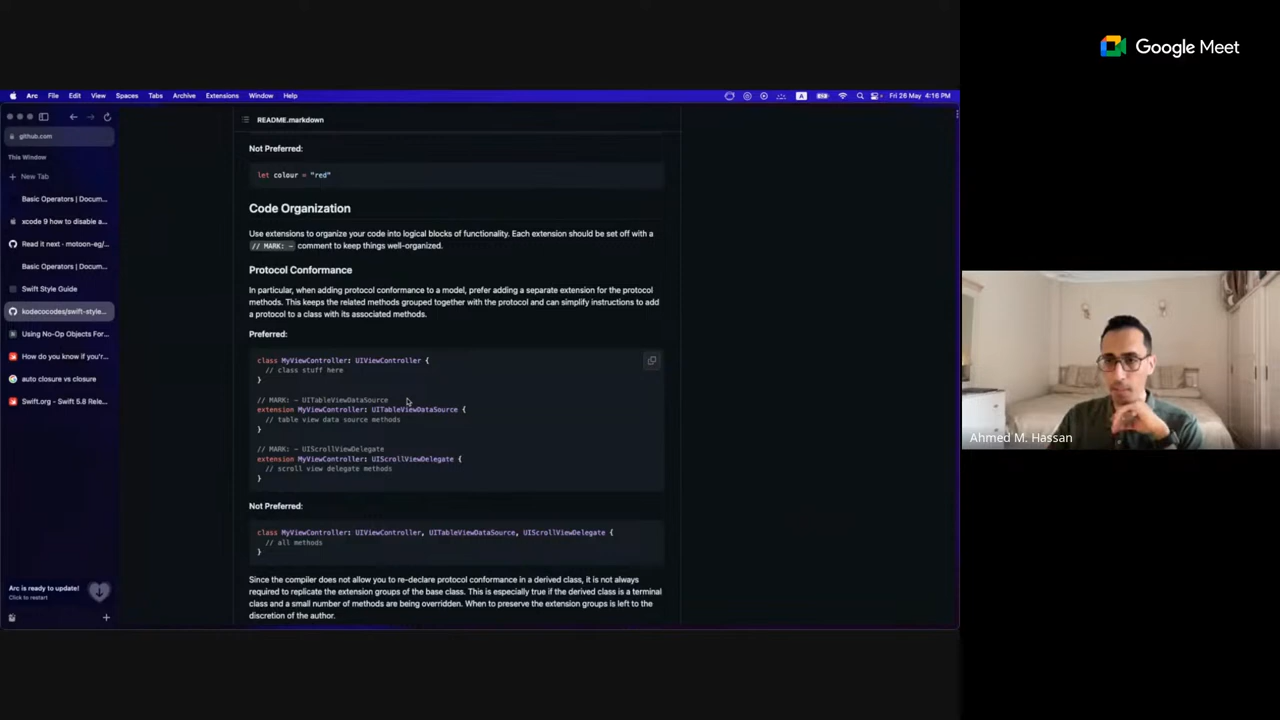 Google Meet
Arc File Edit View Spaces Tabs Archive Extensions Window Help
A
Fri 26 May 4:16 PM
github.com
This Window
+ New Tab
Basic Operators | Docum...
xcode 9 how to disable a...
Read it next · motoon-eg/...
Basic Operators | Docum...
Swift Style Guide
kodecocodes/swift-style...
Using No-Op Objects For...
How do you know if you'r...
auto closure vs closure
Swift.org - Swift 5.8 Rele...
Arc is ready to update!
Click to restart
README.markdown
Not Preferred:
let colour = "red"
Code Organization
Use extensions to organize your code into logical blocks of functionality. Each extension should be set off with a
// MARK: - comment to keep things well-organized.
Protocol Conformance
In particular, when adding protocol conformance to a model, prefer adding a separate extension for the protocol
methods. This keeps the related methods grouped together with the protocol and can simplify instructions to add
a protocol to a class with its associated methods.
Preferred:
class MyViewController: UIViewController {
// class stuff here
}
// MARK: - UITableViewDataSource
extension MyViewController: UITableViewDataSource {
// table view data source methods
}
// MARK: - UIScrollViewDelegate
extension MyViewController: UIScrollViewDelegate {
// scroll view delegate methods
}
Not Preferred:
class MyViewController: UIViewController, UITableViewDataSource, UIScrollViewDelegate {
// all methods
}
Since the compiler does not allow you to re-declare protocol conformance in a derived class, it is not always
required to replicate the extension groups of the base class. This is especially true if the derived class is a terminal
class and a small number of methods are being overridden. When to preserve the extension groups is left to the
discretion of the author.
Ahmed M. Hassan